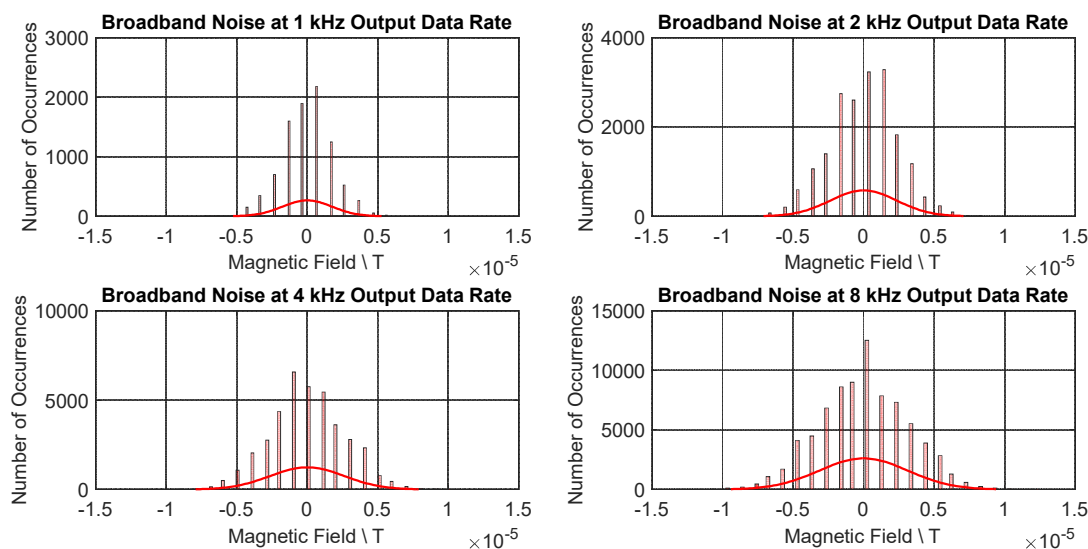 Broadband Noise at 1 kHz Output Data Rate
Number of Occurrences
3000
2000
1000
0
-1.5 -1 -0.5 0 0.5 1 1.5
Magnetic Field \ T
×10-5
Broadband Noise at 2 kHz Output Data Rate
Number of Occurrences
4000
2000
0
-1.5 -1 -0.5 0 0.5 1 1.5
Magnetic Field \ T
×10-5
Broadband Noise at 4 kHz Output Data Rate
Number of Occurrences
10000
5000
0
-1.5 -1 -0.5 0 0.5 1 1.5
Magnetic Field \ T
×10-5
Broadband Noise at 8 kHz Output Data Rate
Number of Occurrences
15000
10000
5000
0
-1.5 -1 -0.5 0 0.5 1 1.5
Magnetic Field \ T
×10-5